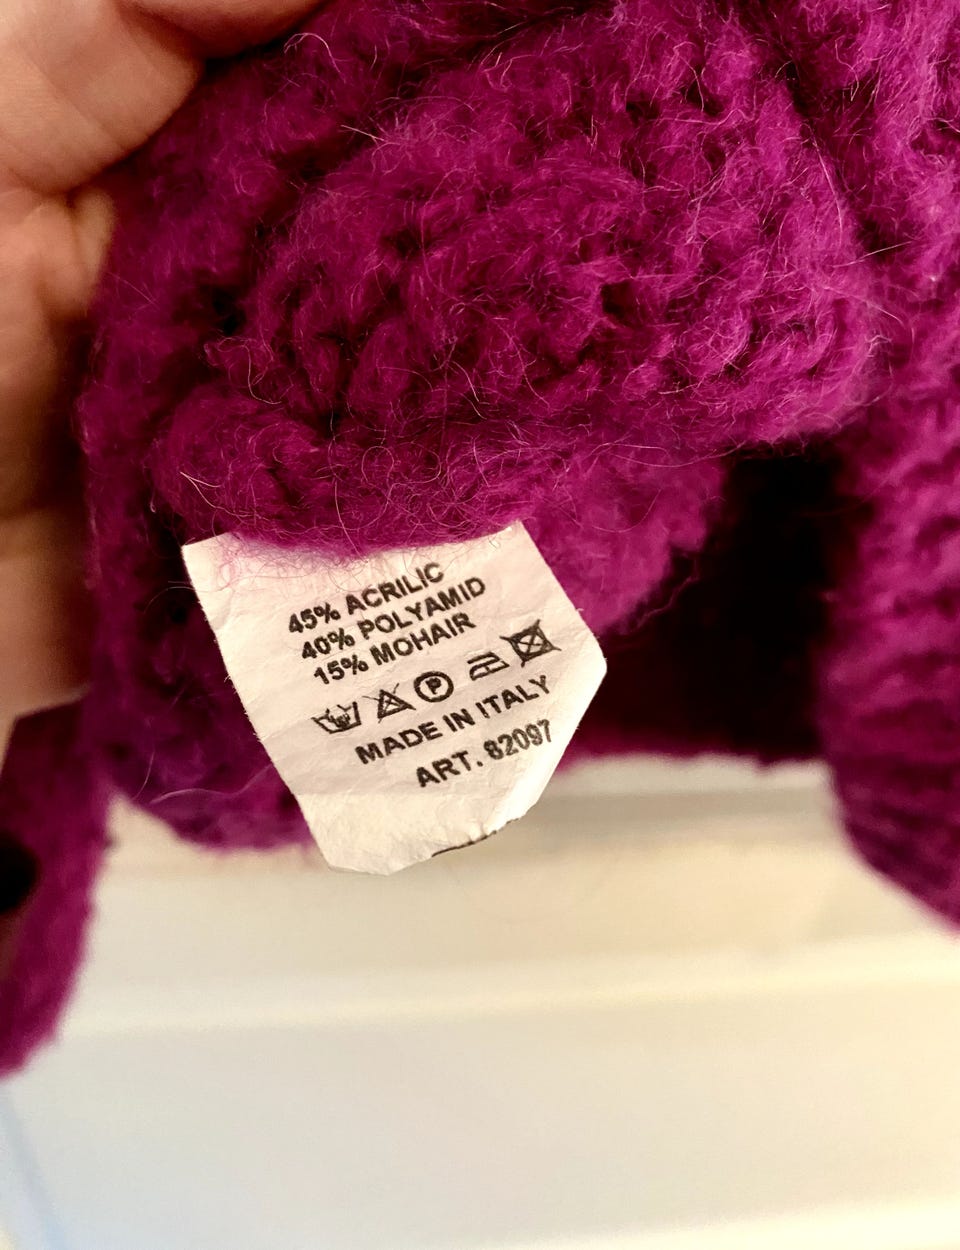 45% ACRILIC
40% POLYAMID
15% MOHAIR
P
MADE IN ITALY
ART. 82097